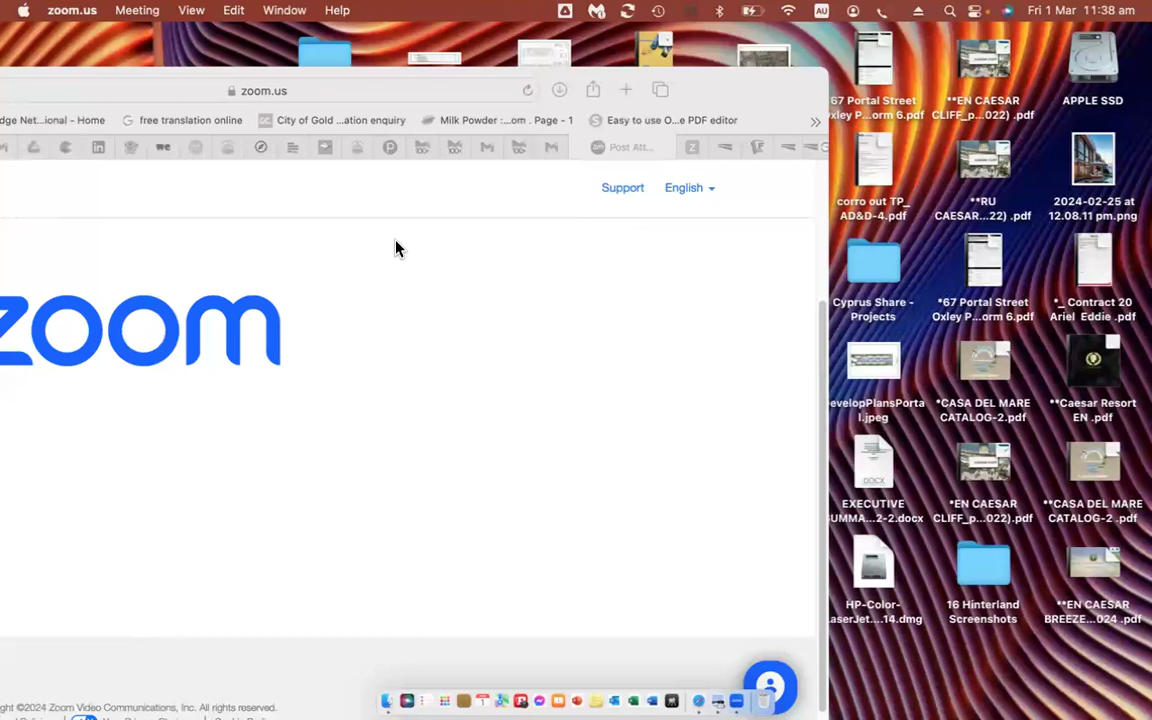 zoom.us Meeting View Edit Window Help AU Fri 1 Mar 11:38 am
zoom.us
dge Net...ional - Home free translation online City of Gold ...ation enquiry Milk Powder :...om . Page - 1 Easy to use O...e PDF editor
Post Att...
Support English
zoom
©2024 Zoom Video Communications, Inc. All Rights Reserved.
67 Portal Street
Oxley P...orm 6.pdf
**EN CAESAR
CLIFF_p...022) .pdf
APPLE SSD
corro out TP_
AD&D-4.pdf
**RU
CAESAR...22) .pdf
2024-02-25 at
12.08.11 pm.png
Cyprus Share -
Projects
*67 Portal Street
Oxley P...orm 6.pdf
*_ Contract 20
Ariel Eddie .pdf
evelopPlansPorta
l.jpeg
*CASA DEL MARE
CATALOG-2.pdf
**Caesar Resort
EN .pdf
DOCX
EXECUTIVE
SUMMA...2-2.docx
*EN CAESAR
CLIFF_p...022).pdf
**CASA DEL MARE
CATALOG-2 .pdf
HP-Color-
LaserJet....14.dmg
16 Hinterland
Screenshots
**EN CAESAR
BREEZE...024 .pdf